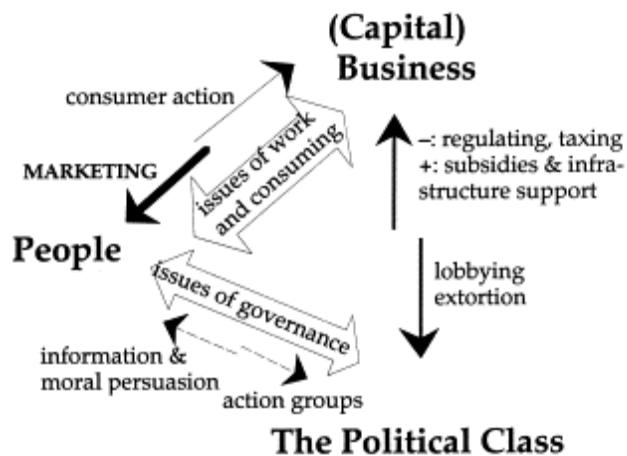 (Capital)
Business
consumer action
–: regulating, taxing
+: subsidies & infra-
structure support
issues of work
and consuming
MARKETING
People
lobbying
extortion
issues of governance
information &
moral persuasion
action groups
The Political Class